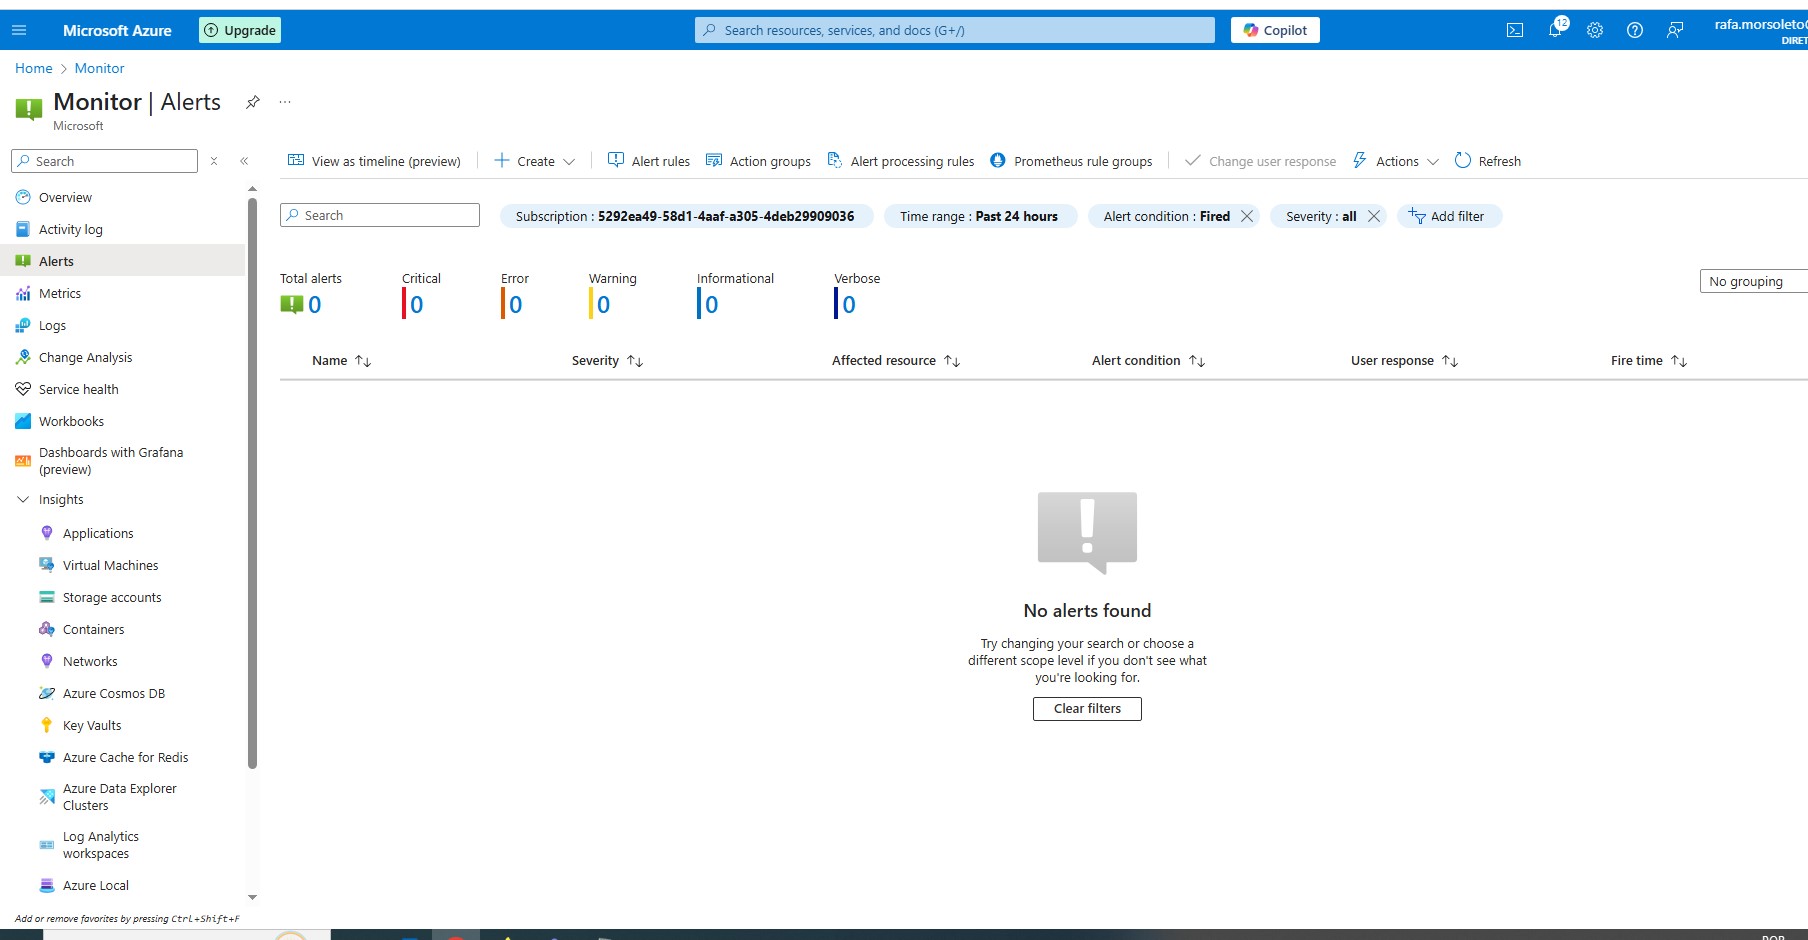 Microsoft Azure
Upgrade
Search resources, services, and docs (G+/)
Copilot
12
rafa.morsoleto
DIRET
Home > Monitor
Monitor | Alerts
...
Microsoft
Search
View as timeline (preview)
Create
Alert rules
Action groups
Alert processing rules
Prometheus rule groups
Change user response
Actions
Refresh
Overview
Activity log
Alerts
Metrics
Logs
Change Analysis
Service health
Workbooks
Dashboards with Grafana
(preview)
Insights
Applications
Virtual Machines
Storage accounts
Containers
Networks
Azure Cosmos DB
Key Vaults
Azure Cache for Redis
Azure Data Explorer
Clusters
Log Analytics
workspaces
Azure Local
Add or remove favorites by pressing Ctrl+Shift+F
Search
Subscription : 5292ea49-58d1-4aaf-a305-4deb29909036
Time range : Past 24 hours
Alert condition : Fired
Severity : all
Add filter
Total alerts
0
Critical
0
Error
0
Warning
0
Informational
0
Verbose
0
No grouping
Name
Severity
Affected resource
Alert condition
User response
Fire time
No alerts found
Try changing your search or choose a
different scope level if you don't see what
you're looking for.
Clear filters